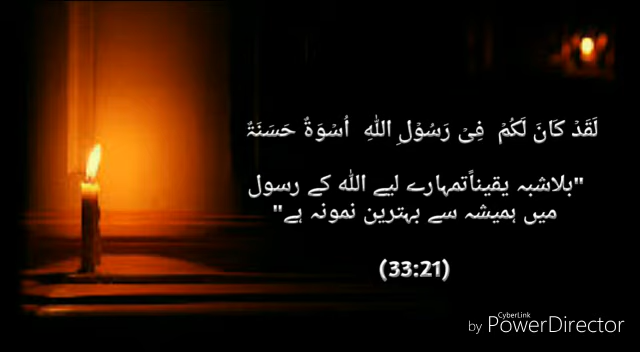 لَقَدْ كَانَ لَكُمْ فِیْ رَسُوْلِ اللّٰهِ اُسْوَةٌ حَسَنَةٌ
"بلاشبہ یقیناًتمہارے لیے اللّٰہ کے رسول
میں ہمیشہ سے بہترین نمونہ ہے"
(33:21)
CyberLink
by PowerDirector